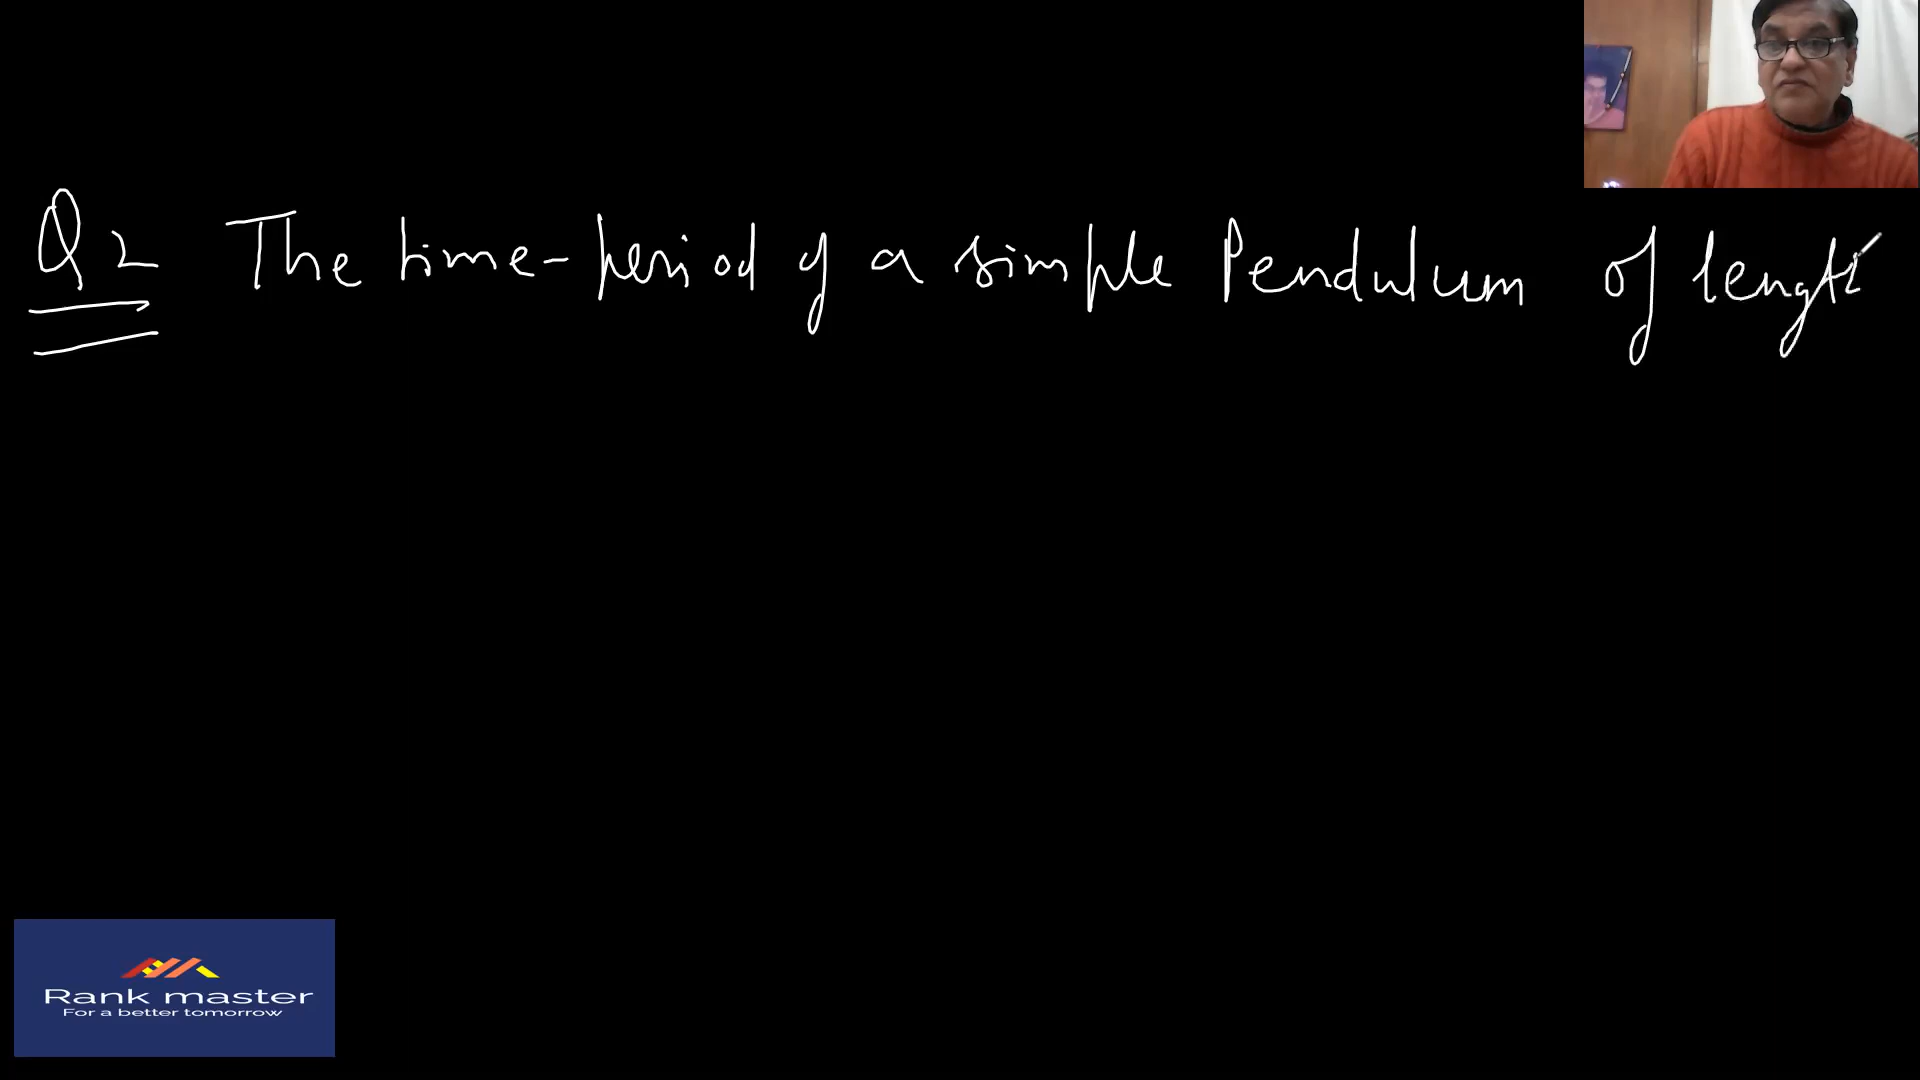 Q2 The time-period of a simple Pendulum of length
Rank master
For a better tomorrow